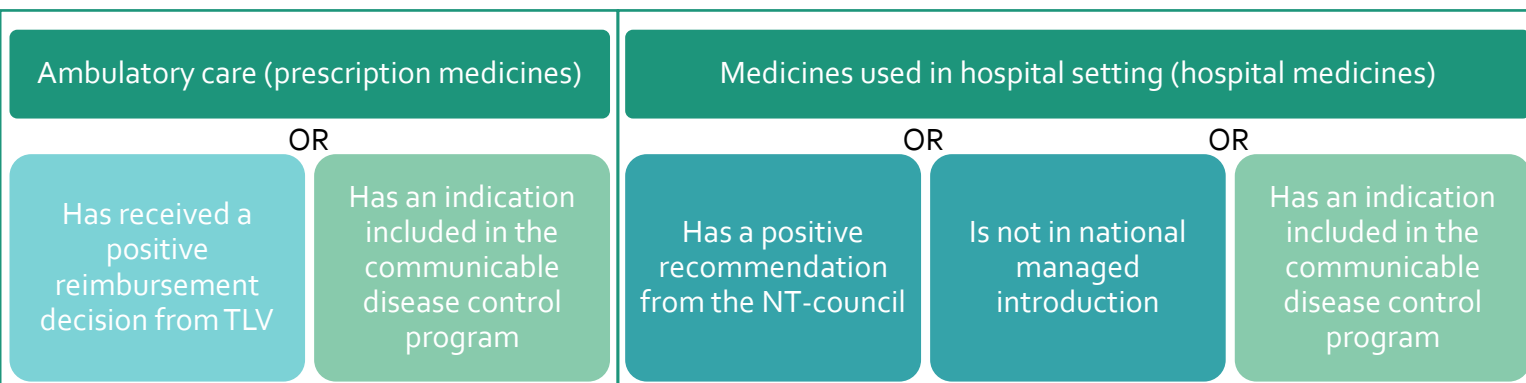 Ambulatory care (prescription medicines)
Medicines used in hospital setting (hospital medicines)
OR
OR
OR
Has received a
positive
reimbursement
decision from TLV
Has an indication
included in the
communicable
disease control
program
Has a positive
recommendation
from the NT-council
Is not in national
managed
introduction
Has an indication
included in the
communicable
disease control
program